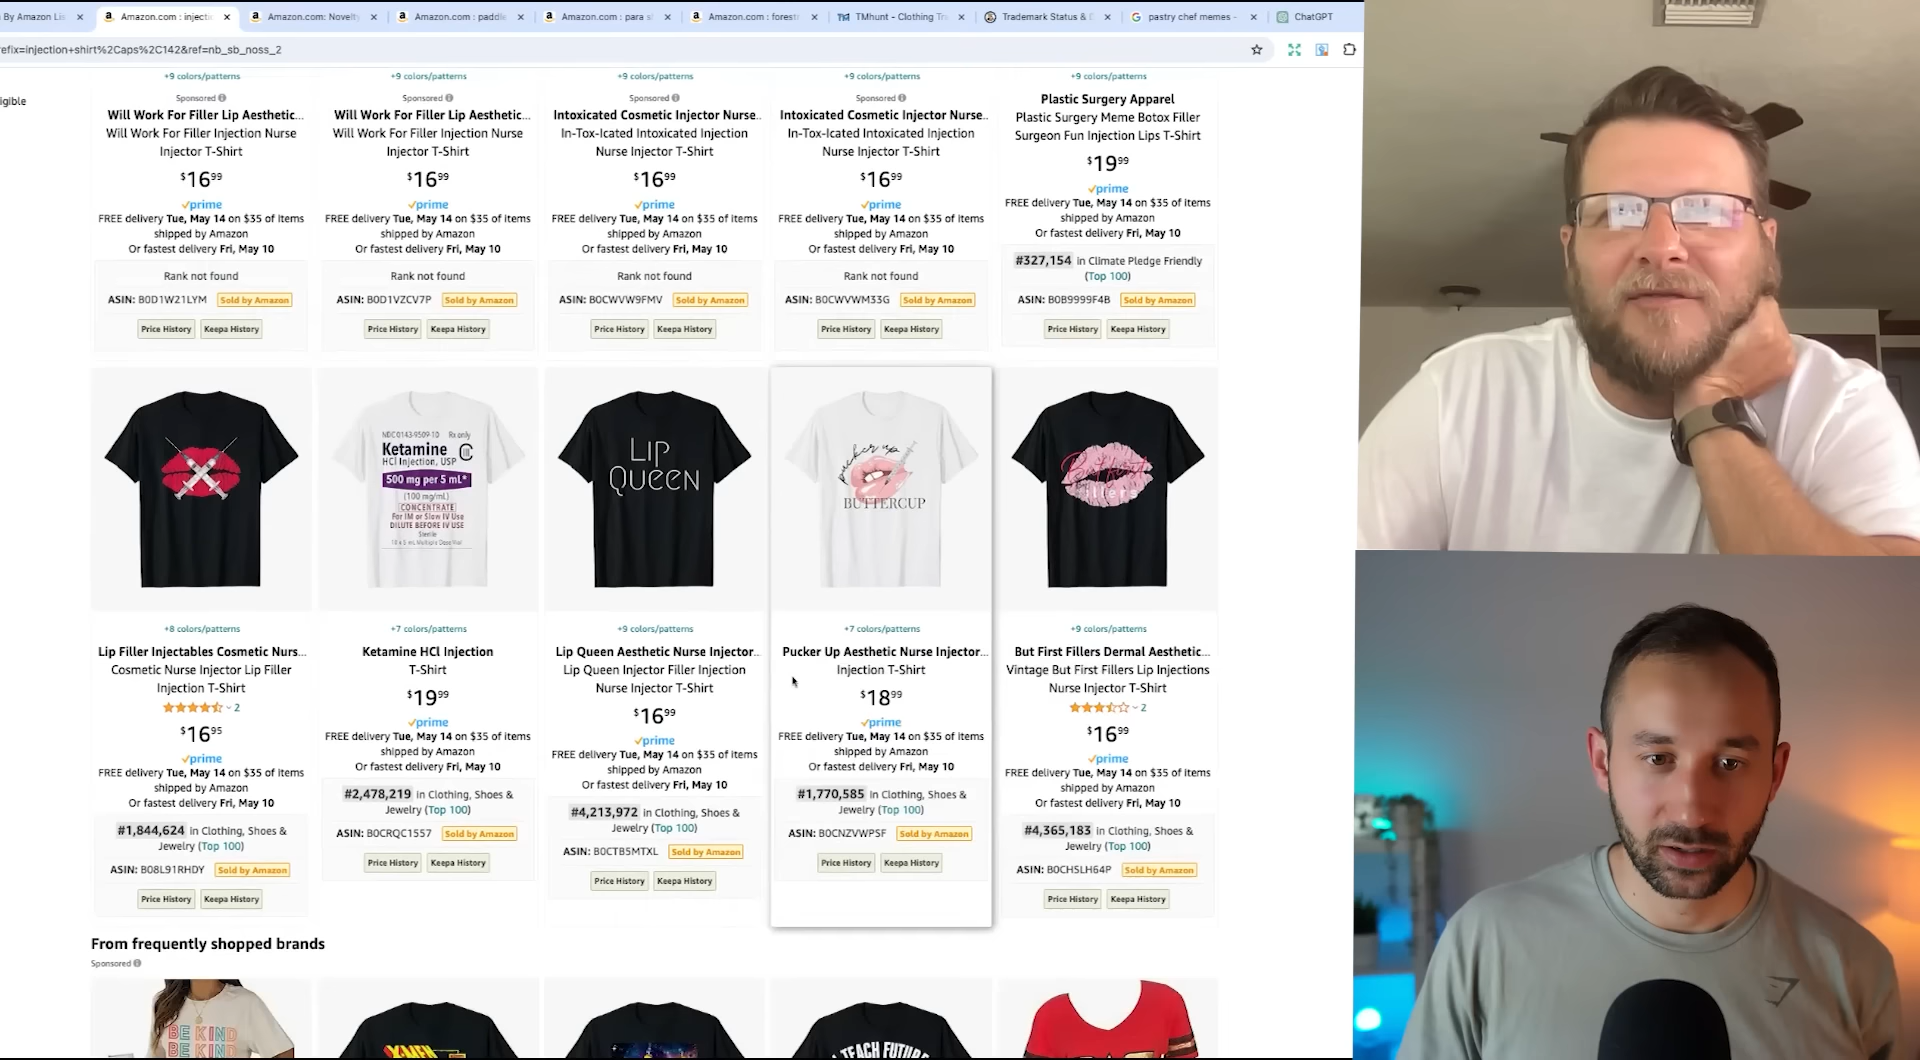 By Amazon Lis
Amazon.com : injecti
Amazon.com: Novelty
Amazon.com : paddle
Amazon.com : para s
Amazon.com : forestr
TMhunt - Clothing Tra
Trademark Status & D
pastry chef memes -
ChatGPT
refix=injection+shirt%2Caps%2C142&ref=nb_sb_noss_2
igible
+9 colors/patterns
Sponsored
Will Work For Filler Lip Aesthetic...
Will Work For Filler Injection Nurse
Injector T-Shirt
$16.99
prime
FREE delivery Tue, May 14 on $35 of items
shipped by Amazon
Or fastest delivery Fri, May 10
Rank not found
ASIN: B0D1W21LYM Sold by Amazon
Price History Keepa History
+9 colors/patterns
Sponsored
Will Work For Filler Lip Aesthetic...
Will Work For Filler Injection Nurse
Injector T-Shirt
$16.99
prime
FREE delivery Tue, May 14 on $35 of items
shipped by Amazon
Or fastest delivery Fri, May 10
Rank not found
ASIN: B0D1VZCV7P Sold by Amazon
Price History Keepa History
+9 colors/patterns
Sponsored
Intoxicated Cosmetic Injector Nurse..
In-Tox-Icated Intoxicated Injection
Nurse Injector T-Shirt
$16.99
prime
FREE delivery Tue, May 14 on $35 of items
shipped by Amazon
Or fastest delivery Fri, May 10
Rank not found
ASIN: B0CWVW9FMV Sold by Amazon
Price History Keepa History
+9 colors/patterns
Sponsored
Intoxicated Cosmetic Injector Nurse..
In-Tox-Icated Intoxicated Injection
Nurse Injector T-Shirt
$16.99
prime
FREE delivery Tue, May 14 on $35 of items
shipped by Amazon
Or fastest delivery Fri, May 10
Rank not found
ASIN: B0CWVWM33G Sold by Amazon
Price History Keepa History
+9 colors/patterns
Plastic Surgery Apparel
Plastic Surgery Meme Botox Filler
Surgeon Fun Injection Lips T-Shirt
$19.99
prime
FREE delivery Tue, May 14 on $35 of items
shipped by Amazon
Or fastest delivery Fri, May 10
#327,154 in Climate Pledge Friendly
(Top 100)
ASIN: B0B9999F4B Sold by Amazon
Price History Keepa History
+8 colors/patterns
Lip Filler Injectables Cosmetic Nurs...
Cosmetic Nurse Injector Lip Filler
Injection T-Shirt
2
$16.95
prime
FREE delivery Tue, May 14 on $35 of items
shipped by Amazon
Or fastest delivery Fri, May 10
#1,844,624 in Clothing, Shoes &
Jewelry (Top 100)
ASIN: B08L91RHDY Sold by Amazon
Price History Keepa History
NDC 0143-9509-10 Rx only
Ketamine CIII
HCl Injection, USP
500 mg per 5 mL*
(100 mg/mL)
CONCENTRATE
For IM or Slow IV Use
DILUTE BEFORE IV USE
Sterile
+7 colors/patterns
Ketamine HCl Injection
T-Shirt
$19.99
prime
FREE delivery Tue, May 14 on $35 of items
shipped by Amazon
Or fastest delivery Fri, May 10
#2,478,219 in Clothing, Shoes &
Jewelry (Top 100)
ASIN: B0CRQC1557 Sold by Amazon
Price History Keepa History
LIP
QUEEN
+9 colors/patterns
Lip Queen Aesthetic Nurse Injector..
Lip Queen Injector Filler Injection
Nurse Injector T-Shirt
$16.99
prime
FREE delivery Tue, May 14 on $35 of items
shipped by Amazon
Or fastest delivery Fri, May 10
#4,213,972 in Clothing, Shoes &
Jewelry (Top 100)
ASIN: B0CTB5MTXL Sold by Amazon
Price History Keepa History
pucker up
BUTTERCUP
+7 colors/patterns
Pucker Up Aesthetic Nurse Injector...
Injection T-Shirt
$18.99
prime
FREE delivery Tue, May 14 on $35 of items
shipped by Amazon
Or fastest delivery Fri, May 10
#1,770,585 in Clothing, Shoes &
Jewelry (Top 100)
ASIN: B0CNZVWPSF Sold by Amazon
Price History Keepa History
But First
fillers
+9 colors/patterns
But First Fillers Dermal Aesthetic...
Vintage But First Fillers Lip Injections
Nurse Injector T-Shirt
2
$16.99
prime
FREE delivery Tue, May 14 on $35 of items
shipped by Amazon
Or fastest delivery Fri, May 10
#4,365,183 in Clothing, Shoes &
Jewelry (Top 100)
ASIN: B0CHSLH64P Sold by Amazon
Price History Keepa History
From frequently shopped brands
Sponsored
BE KIND
BE KIND
X-MEN
I TEACH FUTURE